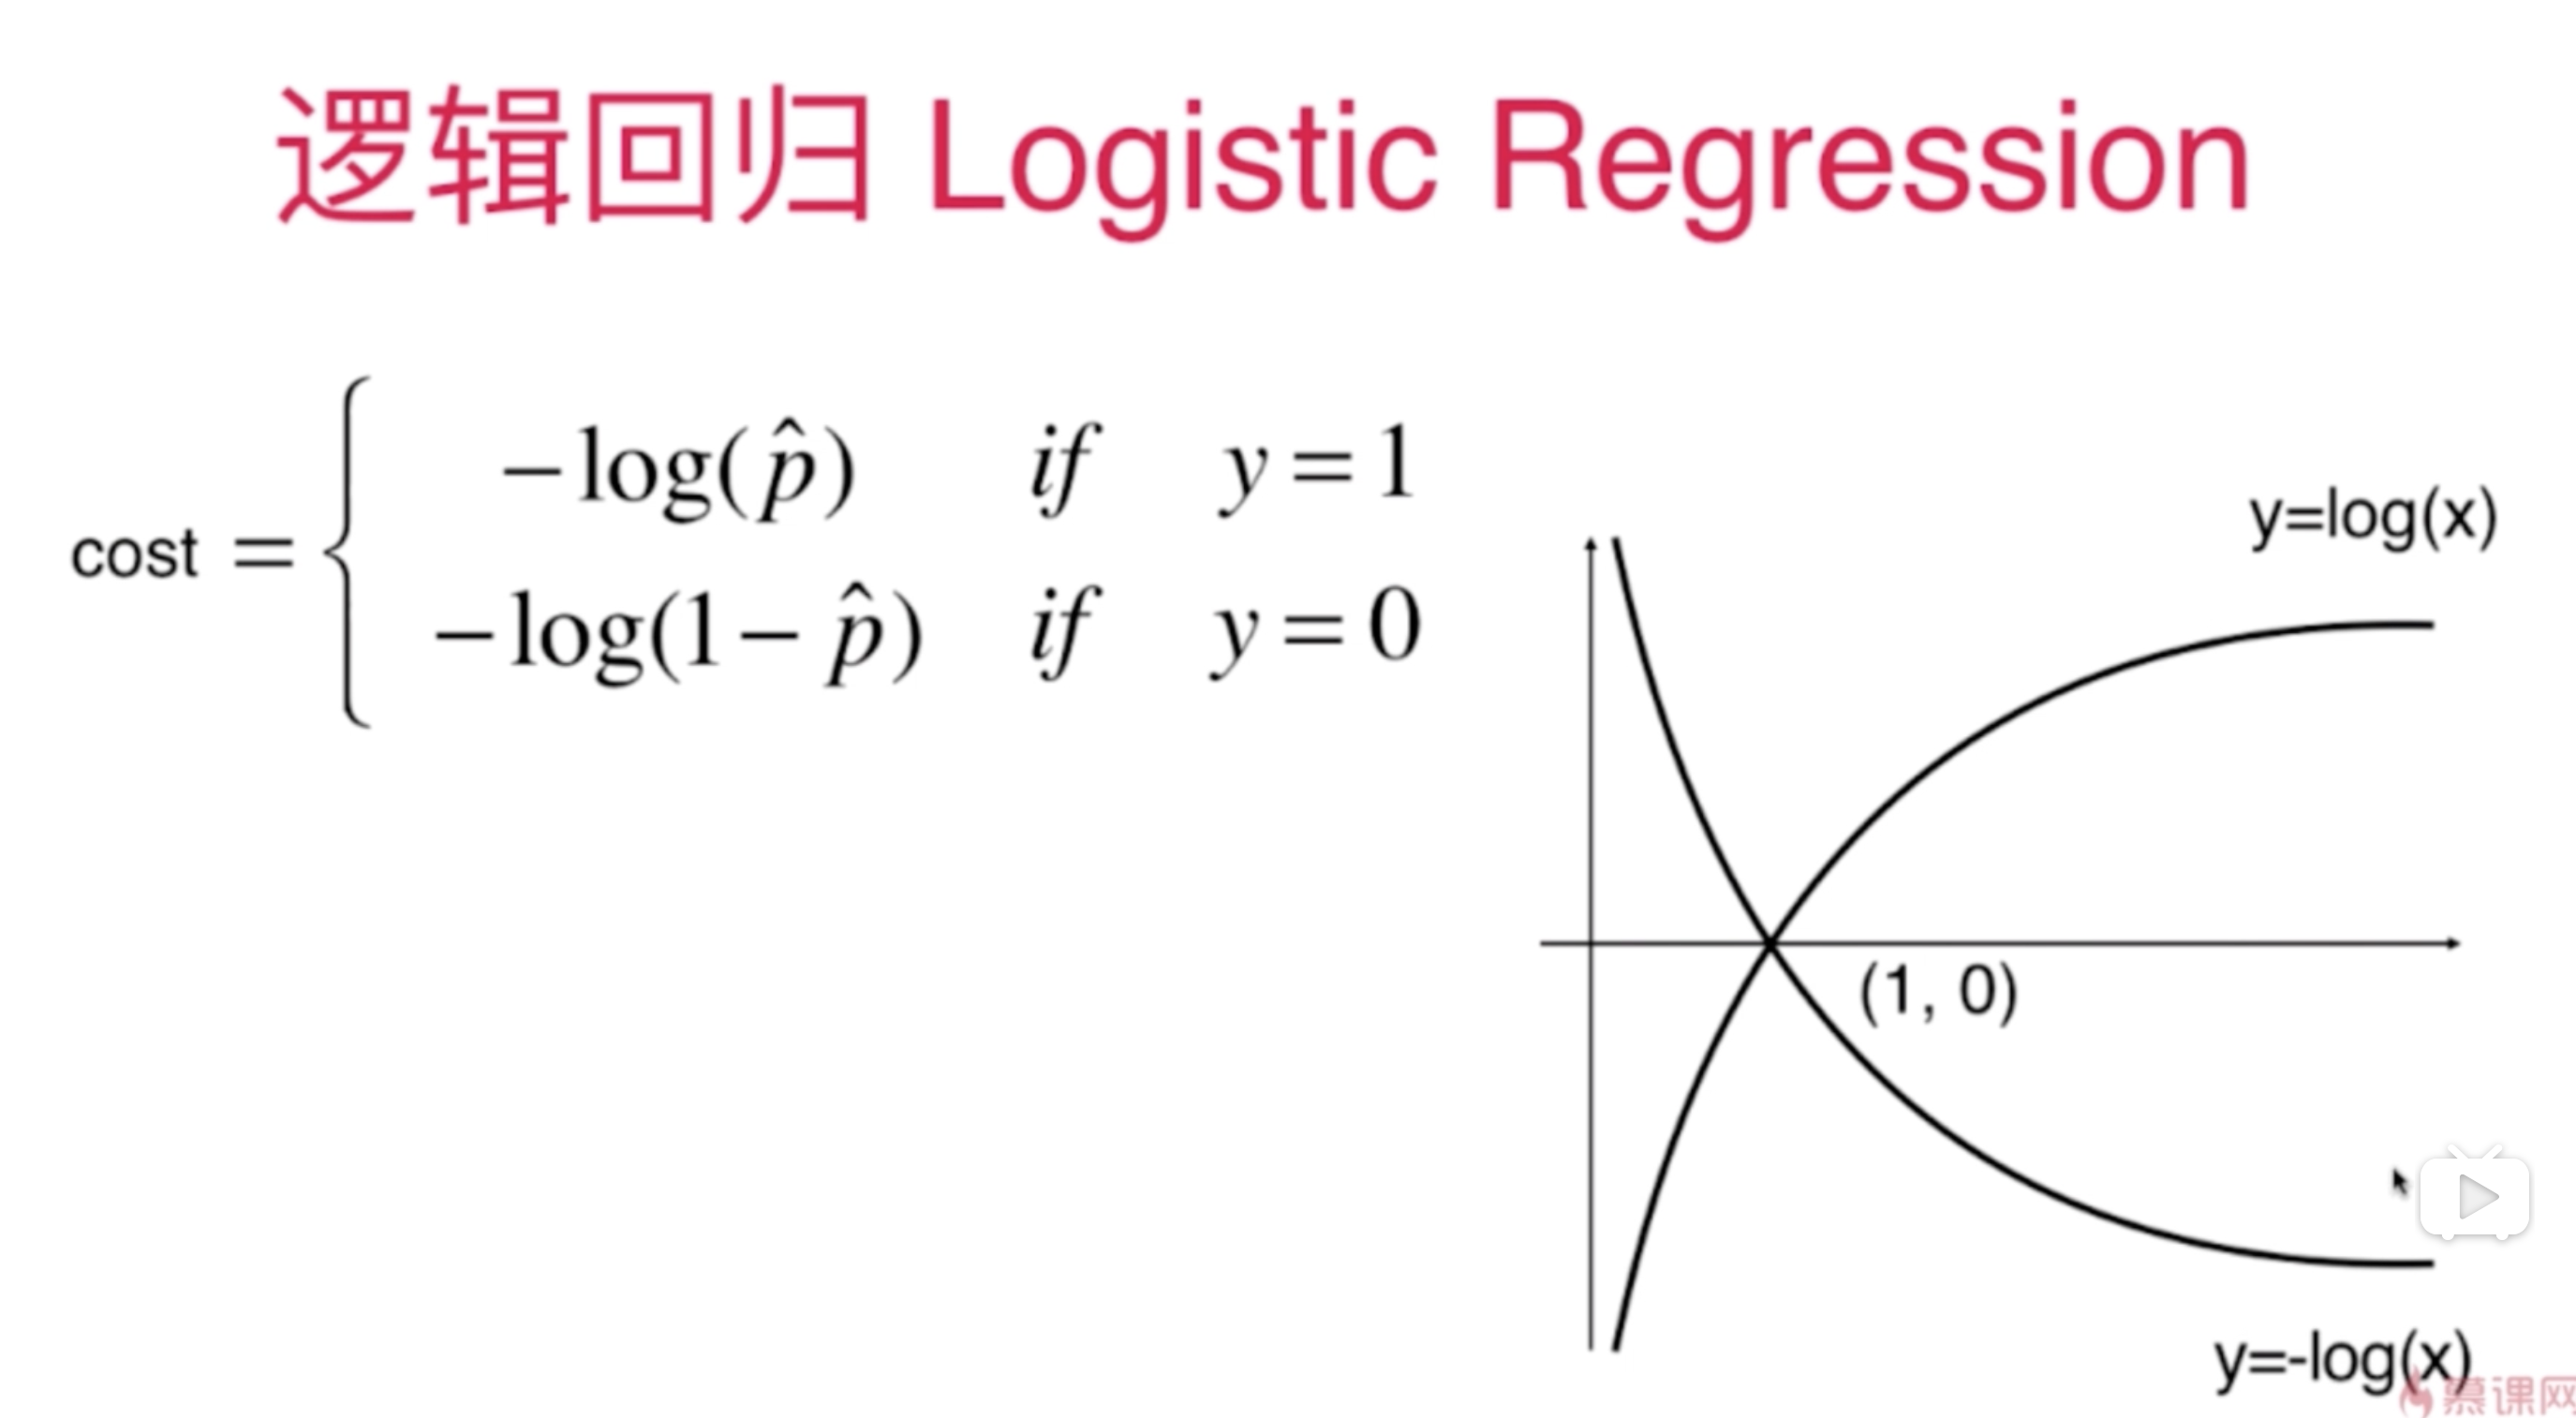 逻辑回归 Logistic Regression
cost = { −log(p̂) if y = 1
−log(1 − p̂) if y = 0
y=log(x)
(1, 0)
y=-log(x)
慕课网